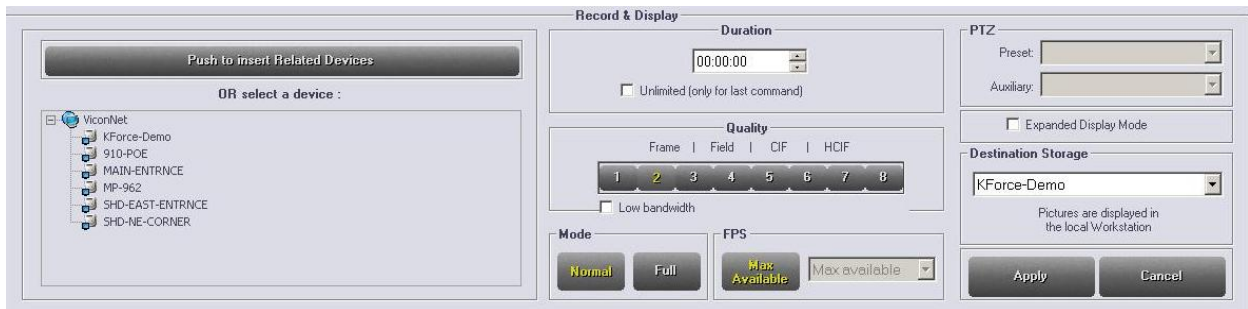 Record & Display
Push to insert Related Devices
OR select a device :
ViconNet
KForce-Demo
910-POE
MAIN-ENTRNCE
MP-962
SHD-EAST-ENTRNCE
SHD-NE-CORNER
Duration
00:00:00
Unlimited (only for last command)
Quality
Frame | Field | CIF | HCIF
1 2 3 4 5 6 7 8
Low bandwidth
Mode
Normal Full
FPS
Max
Available
Max available
PTZ
Preset:
Auxiliary:
Expanded Display Mode
Destination Storage
KForce-Demo
Pictures are displayed in
the local Workstation
Apply Cancel